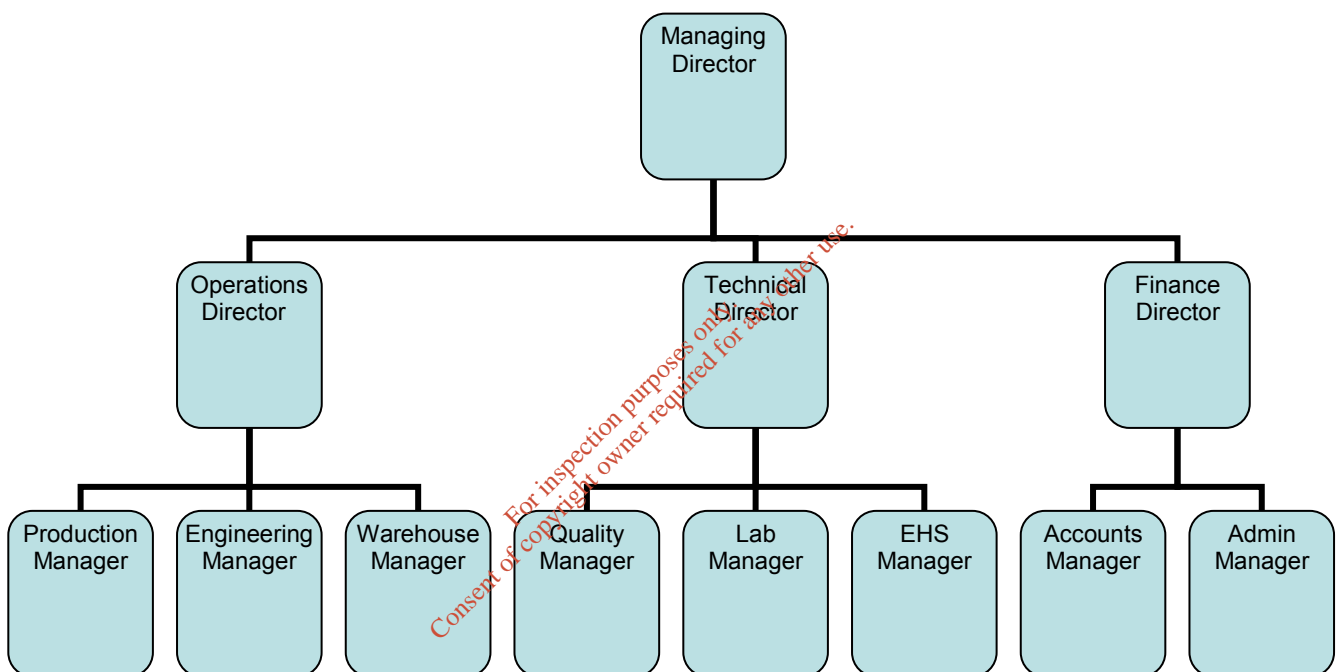 Managing
Director
Operations
Director
Technical
Director
Finance
Director
Production
Manager
Engineering
Manager
Warehouse
Manager
Quality
Manager
Lab
Manager
EHS
Manager
Accounts
Manager
Admin
Manager
For inspection purposes only.
Consent of copyright owner required for any other use.